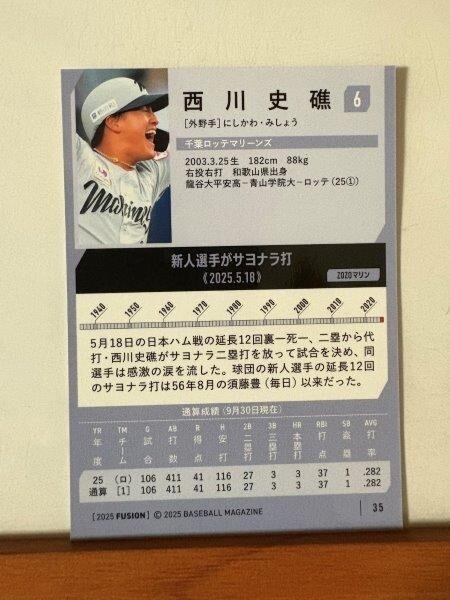 西川史礁 6
[外野手]にしかわ・みしょう
千葉ロッテマリーンズ
2003.3.25生 182cm 88kg
右投右打 和歌山県出身
龍谷大平安高−青山学院大−ロッテ(25①)
Marines
新人選手がサヨナラ打
《2025.5.18》
ZOZOマリン
1940 1950 1960 1970 1980 1990 2000 2010 2020
5月18日の日本ハム戦の延長12回裏一死一、二塁から代
打・西川史礁がサヨナラ二塁打を放って試合を決め、同
選手は感激の涙を流した。球団の新人選手の延長12回
のサヨナラ打は56年8月の須藤豊(毎日)以来だった。
通算成績(9月30日現在)
YR TM G AB R H 2B 3B HR RBI SB AVG
年度 チーム 試合 打数 得点 安打 二塁打 三塁打 本塁打 打点 盗塁 打率
25 (ロ) 106 411 41 116 27 3 3 37 1 .282
通算 [1] 106 411 41 116 27 3 3 37 1 .282
[2025 FUSION] © 2025 BASEBALL MAGAZINE 35